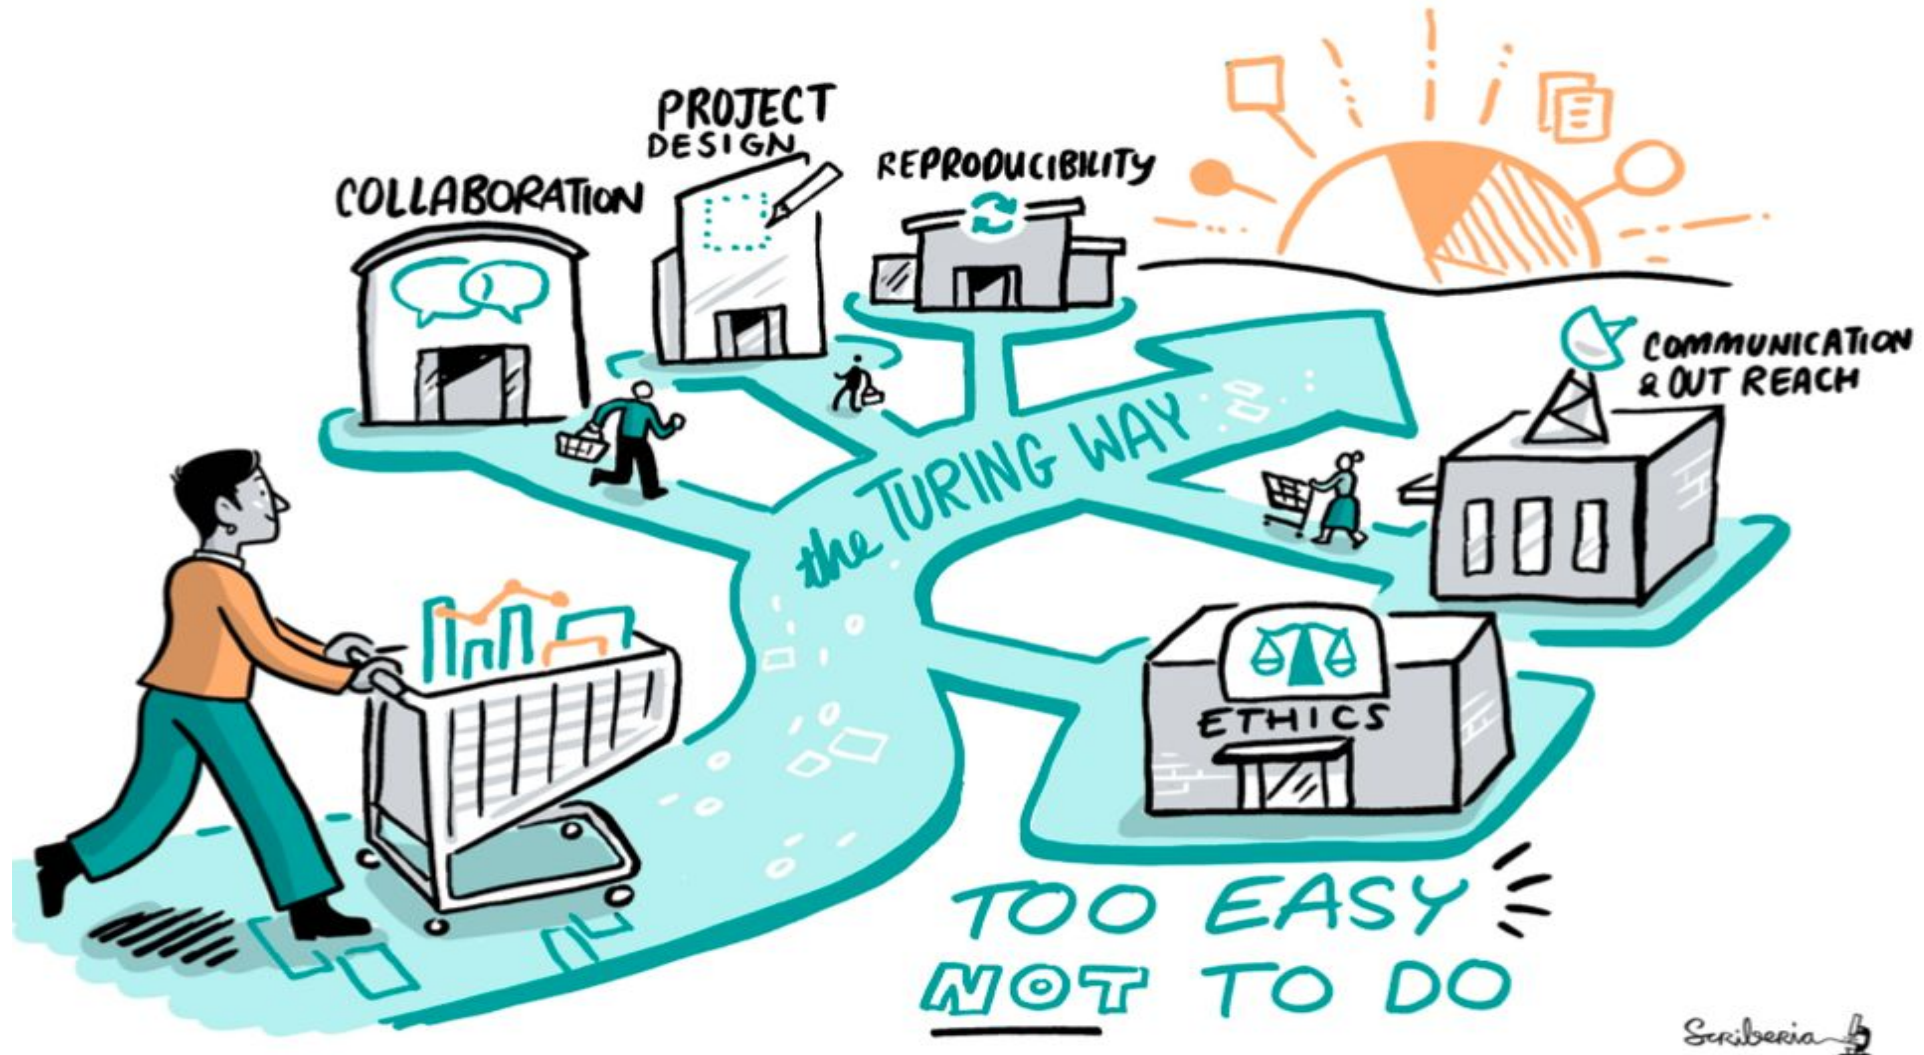 PROJECT
DESIGN
COLLABORATION
REPRODUCIBILITY
COMMUNICATION
& OUT REACH
the TURING WAY
ETHICS
TOO EASY
NOT TO DO
Scriberia